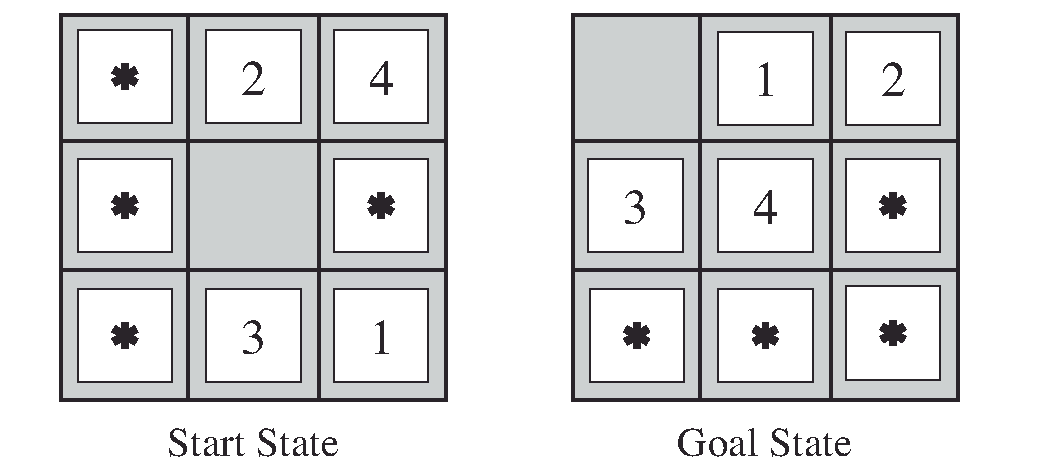 * 2 4
* *
* 3 1
Start State
1 2
3 4 *
* * *
Goal State